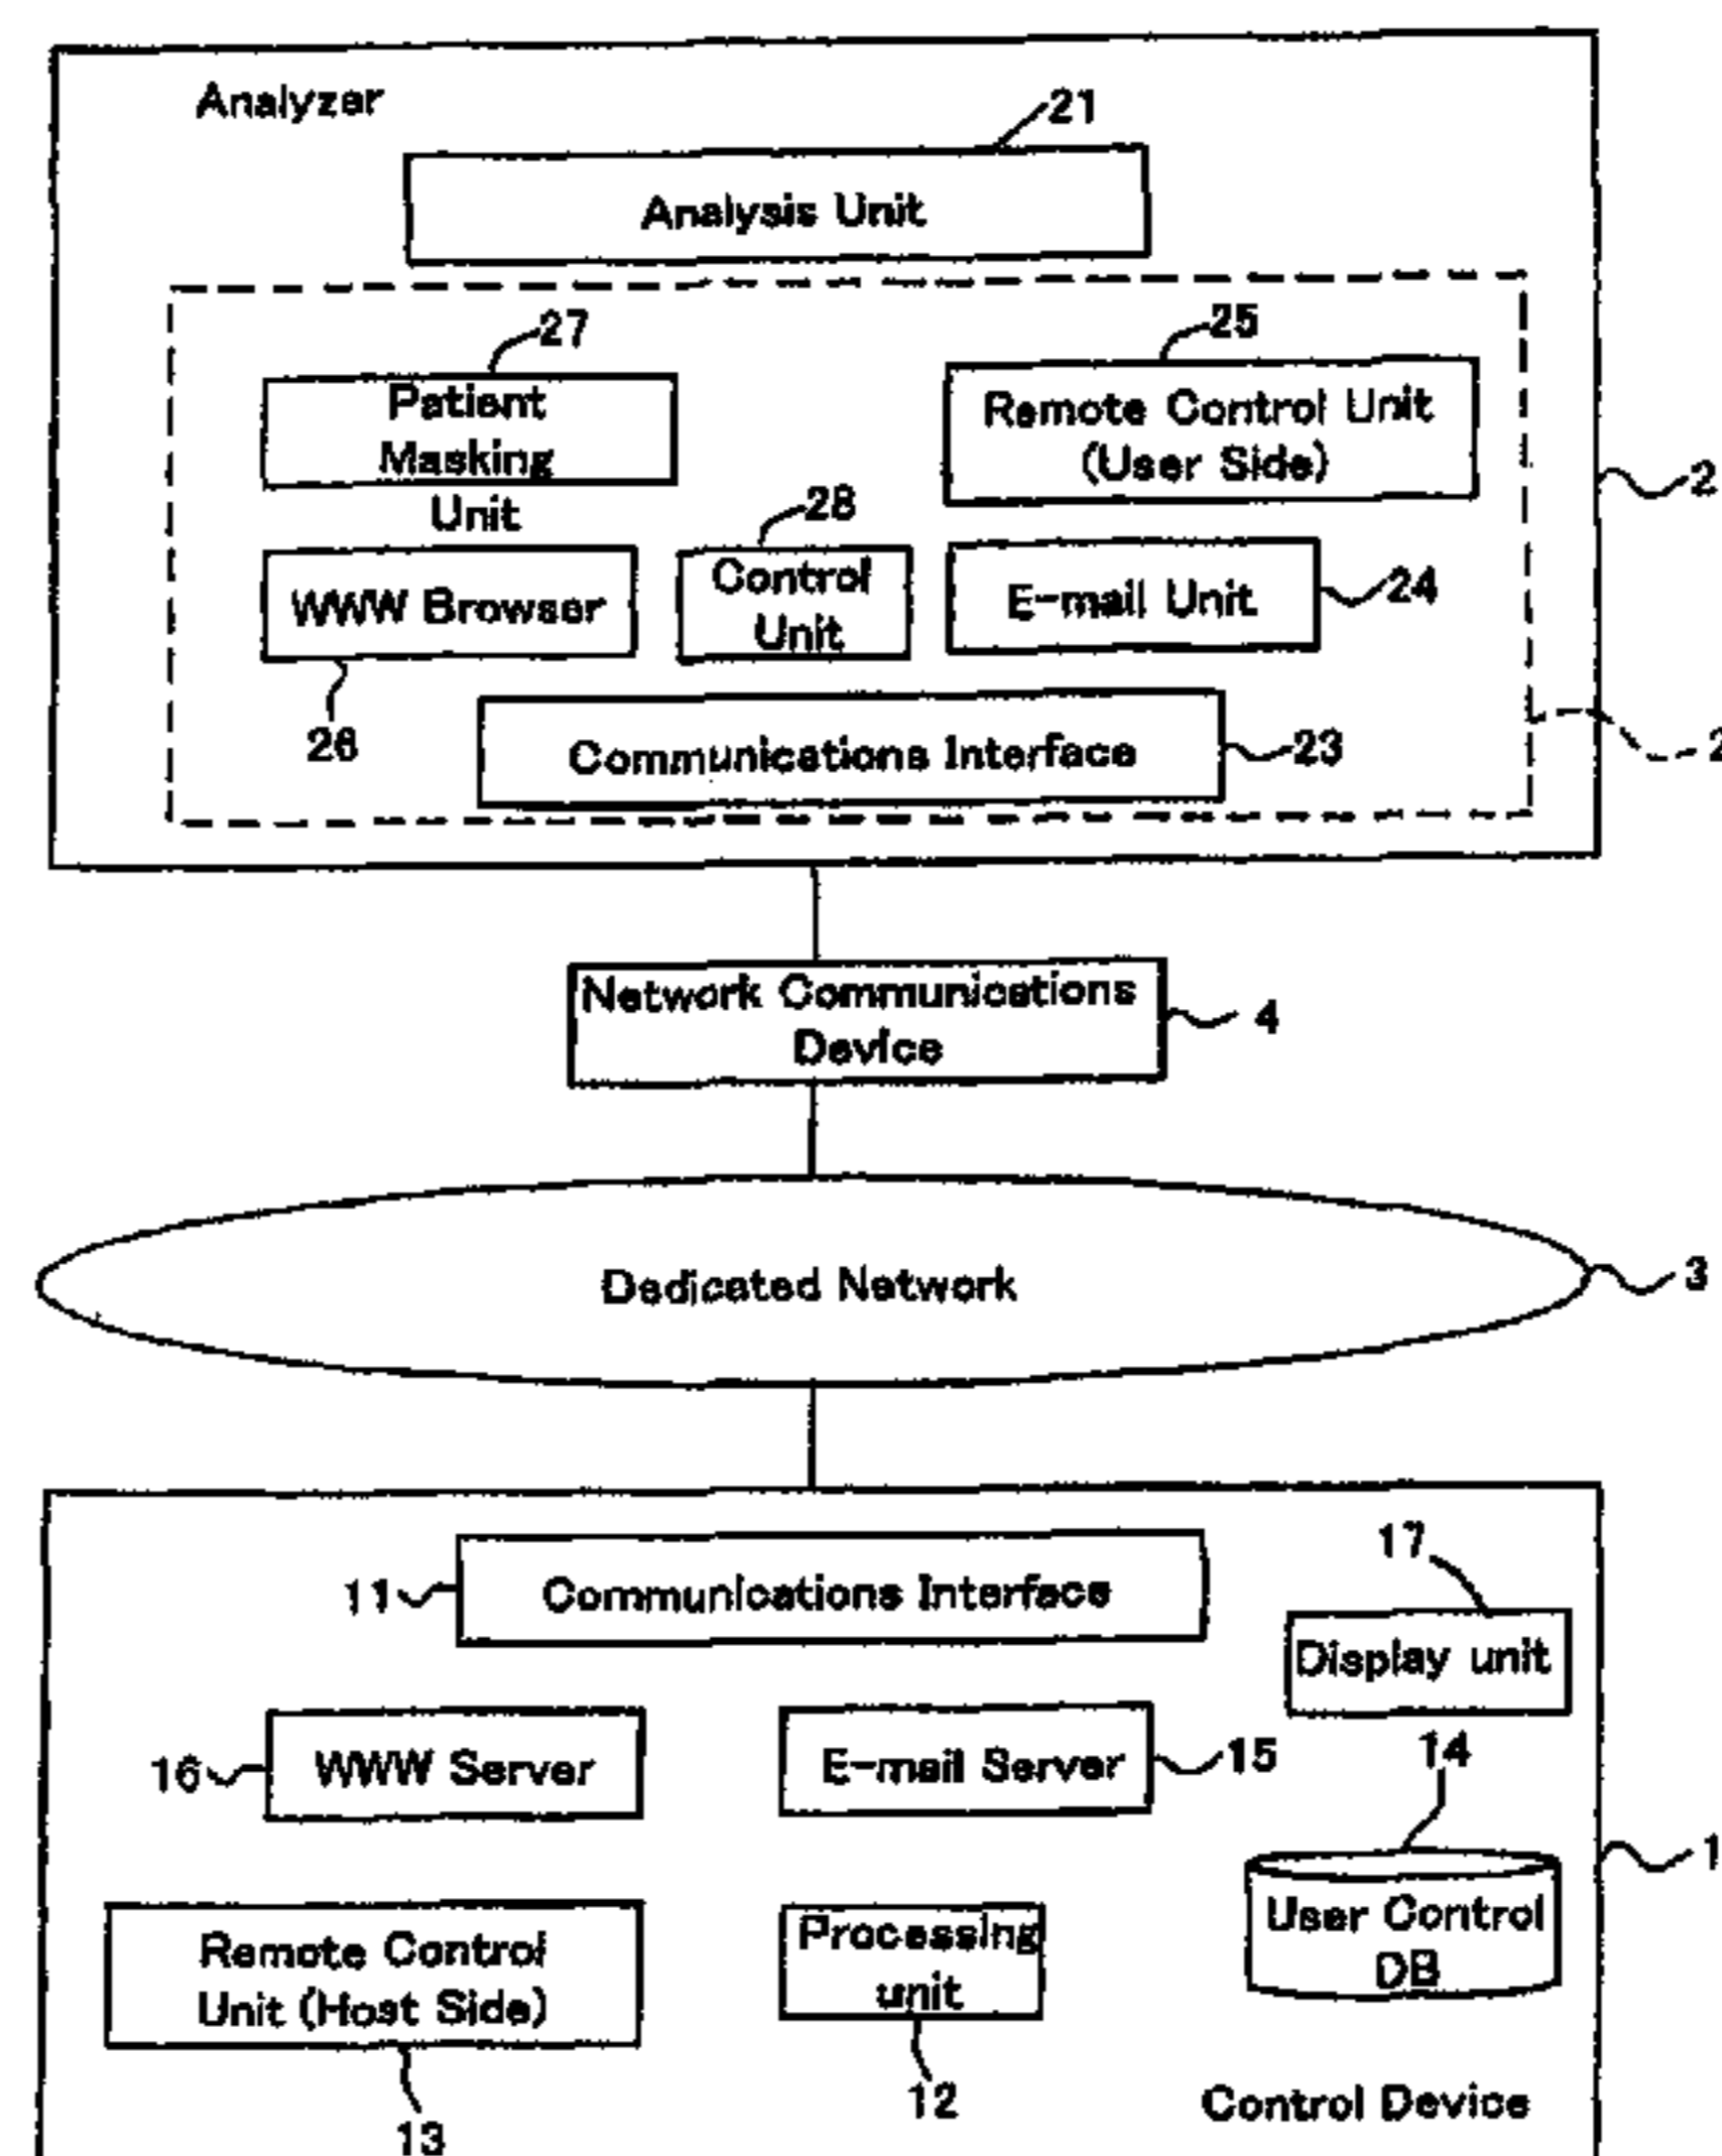 Analyzer
21
Analysis Unit
27
25
Patient
Masking
Unit
Remote Control Unit
(User Side)
2
28
WWW Browser
Control
Unit
E-mail Unit
24
26
Communications Interface
23
2
Network Communications
Device
4
Dedicated Network
3
11
Communications Interface
17
Display unit
16
WWW Server
E-mail Server
15
14
1
Remote Control
Unit (Host Side)
Processing
unit
User Control
DB
13
12
Control Device